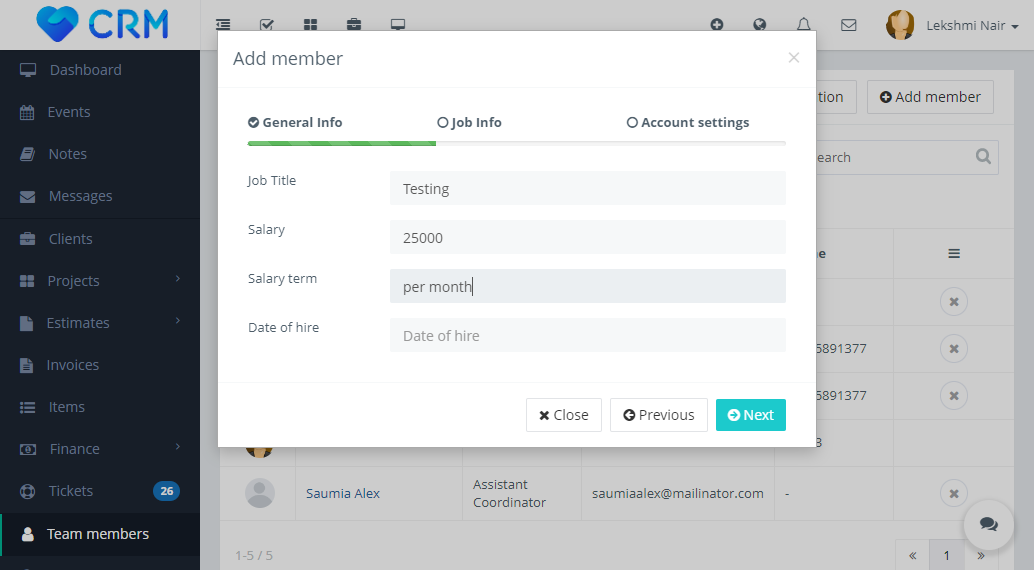 CRM
Lekshmi Nair
Dashboard
Events
Notes
Messages
Clients
Projects
Estimates
Invoices
Items
Finance
Tickets 26
Team members
Add member
×
General Info Job Info Account settings
Job Title Testing
Salary 25000
Salary term per month
Date of hire Date of hire
Close Previous Next
tion Add member
earch
e
5891377
5891377
3
Saumia Alex Assistant Coordinator saumiaalex@mailinator.com -
1-5 / 5
« 1 »